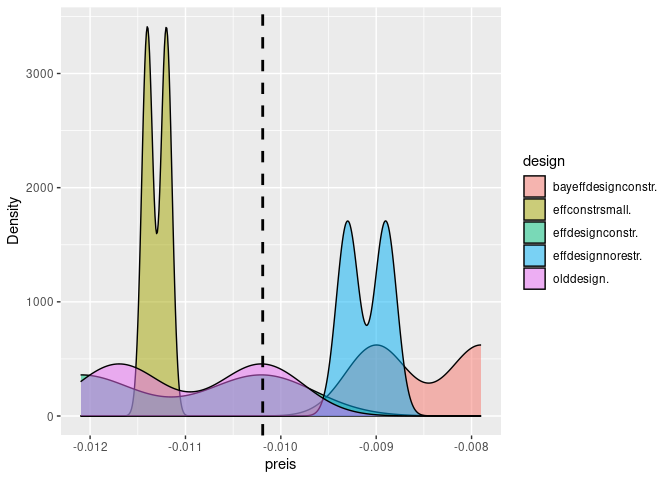 3000
2000
1000
0
Density
-0.012 -0.011 -0.010 -0.009 -0.008
preis
design
bayeffdesignconstr.
effconstrsmall.
effdesignconstr.
effdesignnorestr.
olddesign.